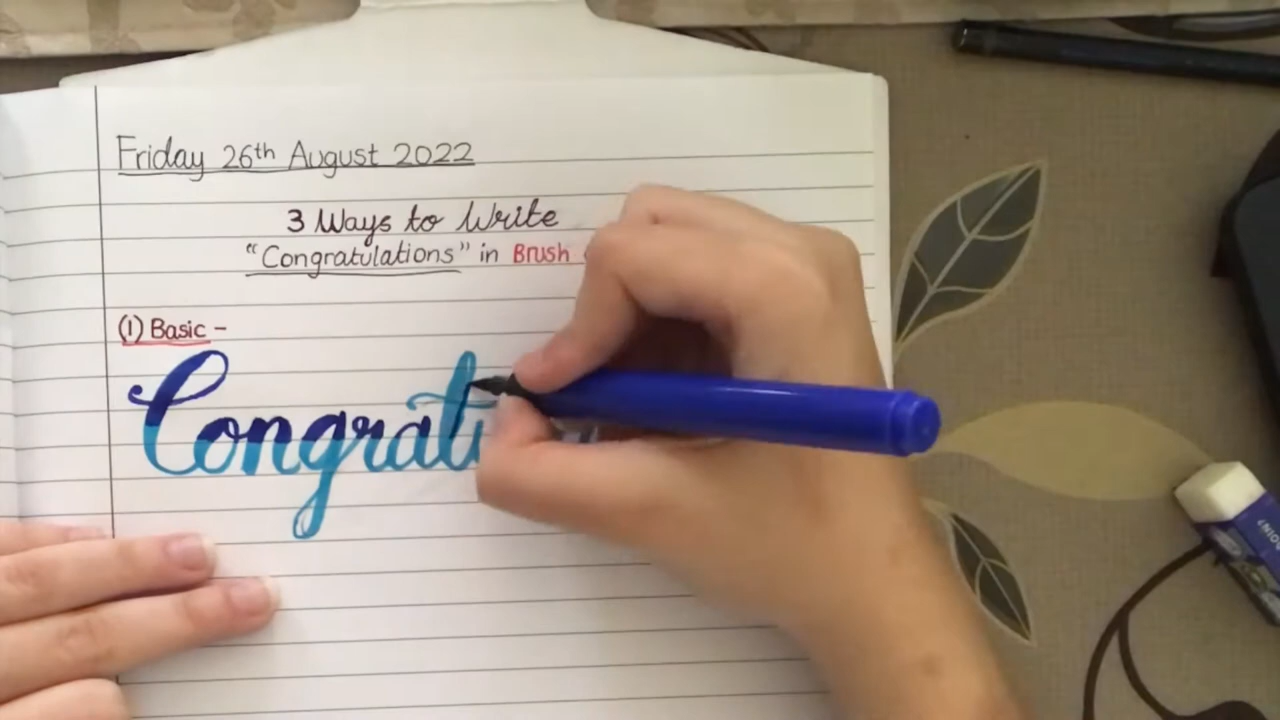 Friday 26th August 2022
3 Ways to Write
"Congratulations" in Brush
(1) Basic -
Congrat